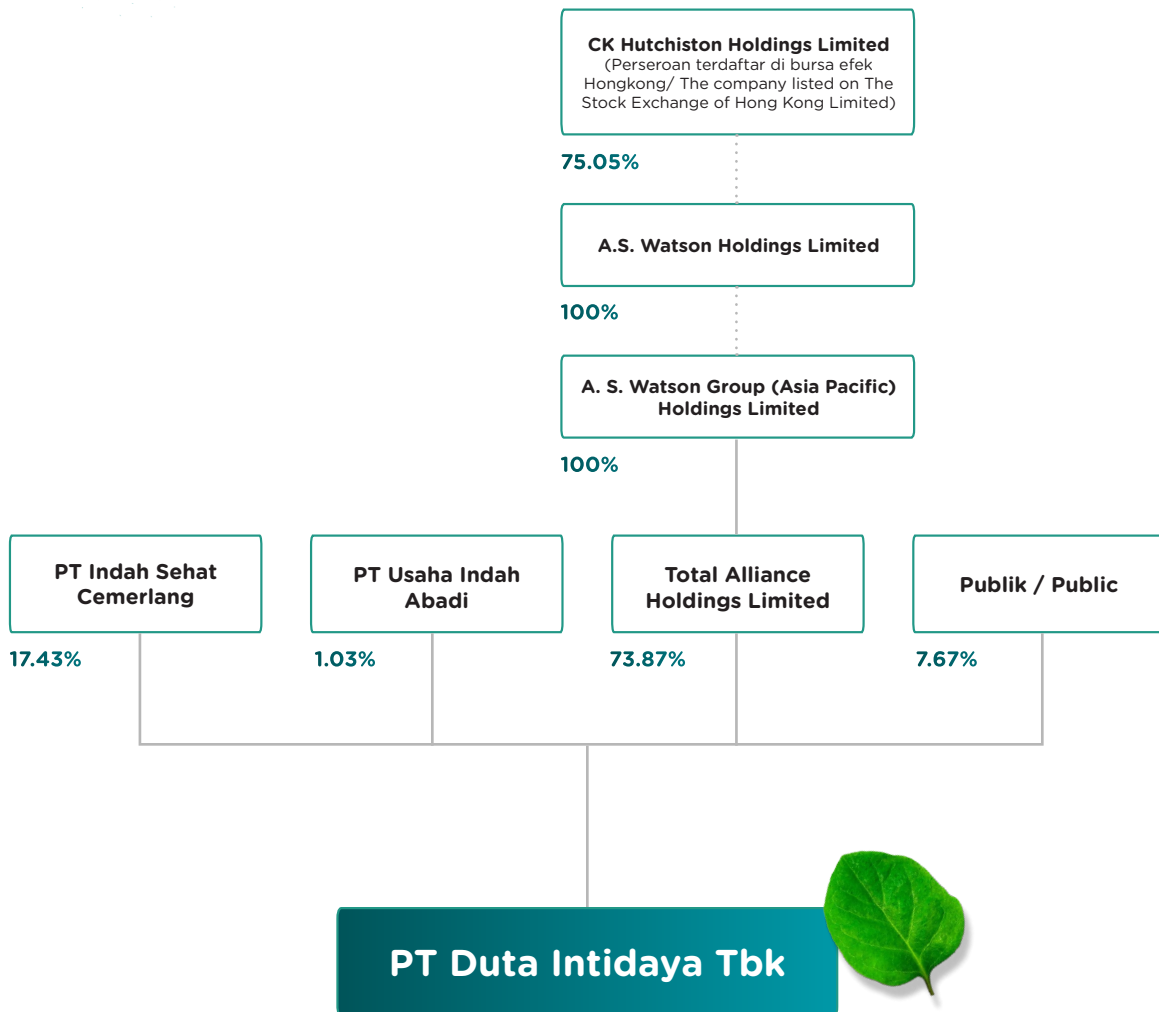 CK Hutchiston Holdings Limited
(Perseroan terdaftar di bursa efek
Hongkong/ The company listed on The
Stock Exchange of Hong Kong Limited)
75.05%
A.S. Watson Holdings Limited
100%
A. S. Watson Group (Asia Pacific)
Holdings Limited
100%
PT Indah Sehat
Cemerlang
17.43%
PT Usaha Indah
Abadi
1.03%
Total Alliance
Holdings Limited
73.87%
Publik / Public
7.67%
PT Duta Intidaya Tbk